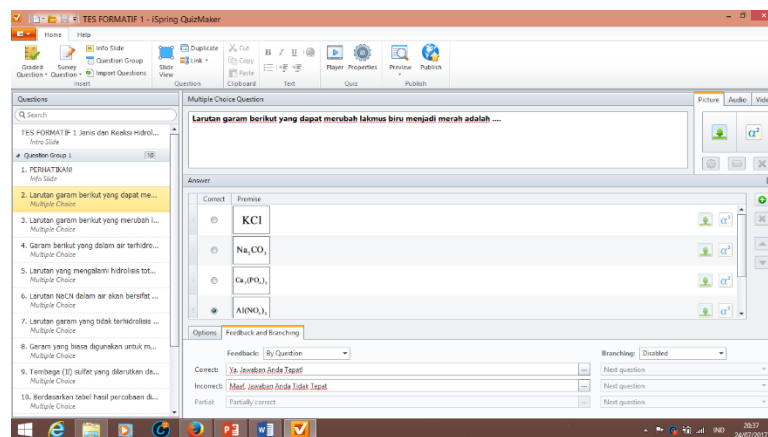 TES FORMATIF 1 - iSpring QuizMaker
Home Help
Graded Question
Survey Question
Info Slide
Question Group
Import Questions
Insert
Slide View
Duplicate
Link
Question
Cut
Copy
Paste
Clipboard
B I U
Text
Player Properties
Quiz
Preview Publish
Publish
Questions
Search
TES FORMATIF 1 Jenis dan Reaksi Hidrol...
Intro Slide
Question Group 1 10
1. PERHATIKAN!
Info Slide
2. Larutan garam berikut yang dapat me...
Multiple Choice
3. Larutan garam berikut yang merubah l...
Multiple Choice
4. Garam berikut yang dalam air terhidro...
Multiple Choice
5. Larutan yang mengalami hidrolisis tot...
Multiple Choice
6. Larutan NaCN dalam air akan bersifat ...
Multiple Choice
7. Larutan garam yang tidak terhidrolisis ...
Multiple Choice
8. Garam yang biasa digunakan untuk m...
Multiple Choice
9. Tembaga (II) sulfat yang dilarutkan da...
Multiple Choice
10. Berdasarkan tabel hasil percobaan di...
Multiple Choice
Multiple Choice Question
Larutan garam berikut yang dapat merubah lakmus biru menjadi merah adalah ....
Picture Audio Vide
Answer
Correct Premise
KCl
Na₂CO₃
Ca₃(PO₄)₂
Al(NO₃)₃
Options Feedback and Branching
Feedback: By Question Branching: Disabled
Correct: Ya, Jawaban Anda Tepat! ... Next question
Incorrect: Maaf, Jawaban Anda Tidak Tepat ... Next question
Partial: Partially correct ... Next question
IND
20:37
24/07/2017